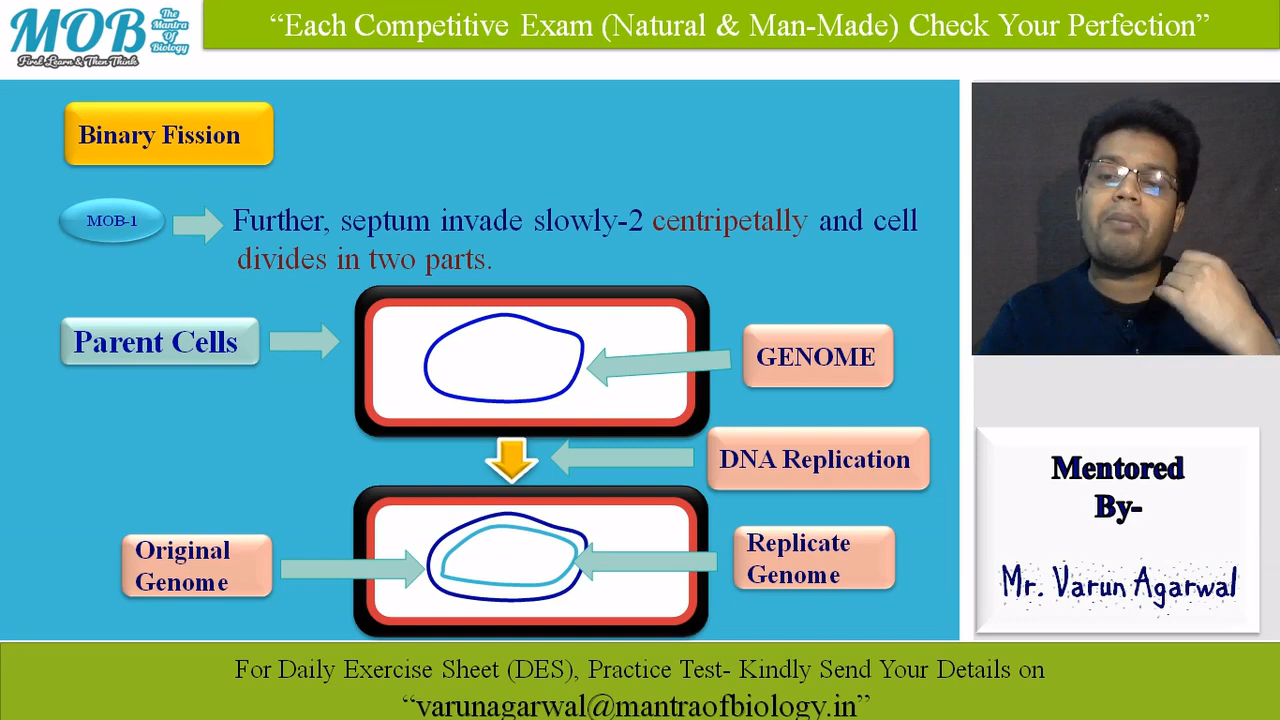 MOB The Mantra Of Biology
First Learn & Then Think
“Each Competitive Exam (Natural & Man-Made) Check Your Perfection”
Binary Fission
MOB-1
Further, septum invade slowly-2 centripetally and cell
divides in two parts.
Parent Cells
GENOME
DNA Replication
Original
Genome
Replicate
Genome
Mentored
By-
Mr. Varun Agarwal
For Daily Exercise Sheet (DES), Practice Test- Kindly Send Your Details on
“varunagarwal@mantraofbiology.in”